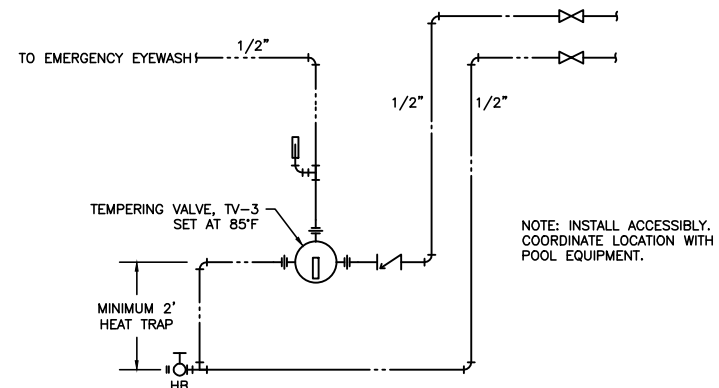 TO EMERGENCY EYEWASH
1/2"
1/2"
1/2"
TEMPERING VALVE, TV-3
SET AT 85°F
NOTE: INSTALL ACCESSIBLY.
COORDINATE LOCATION WITH
POOL EQUIPMENT.
MINIMUM 2'
HEAT TRAP
HB